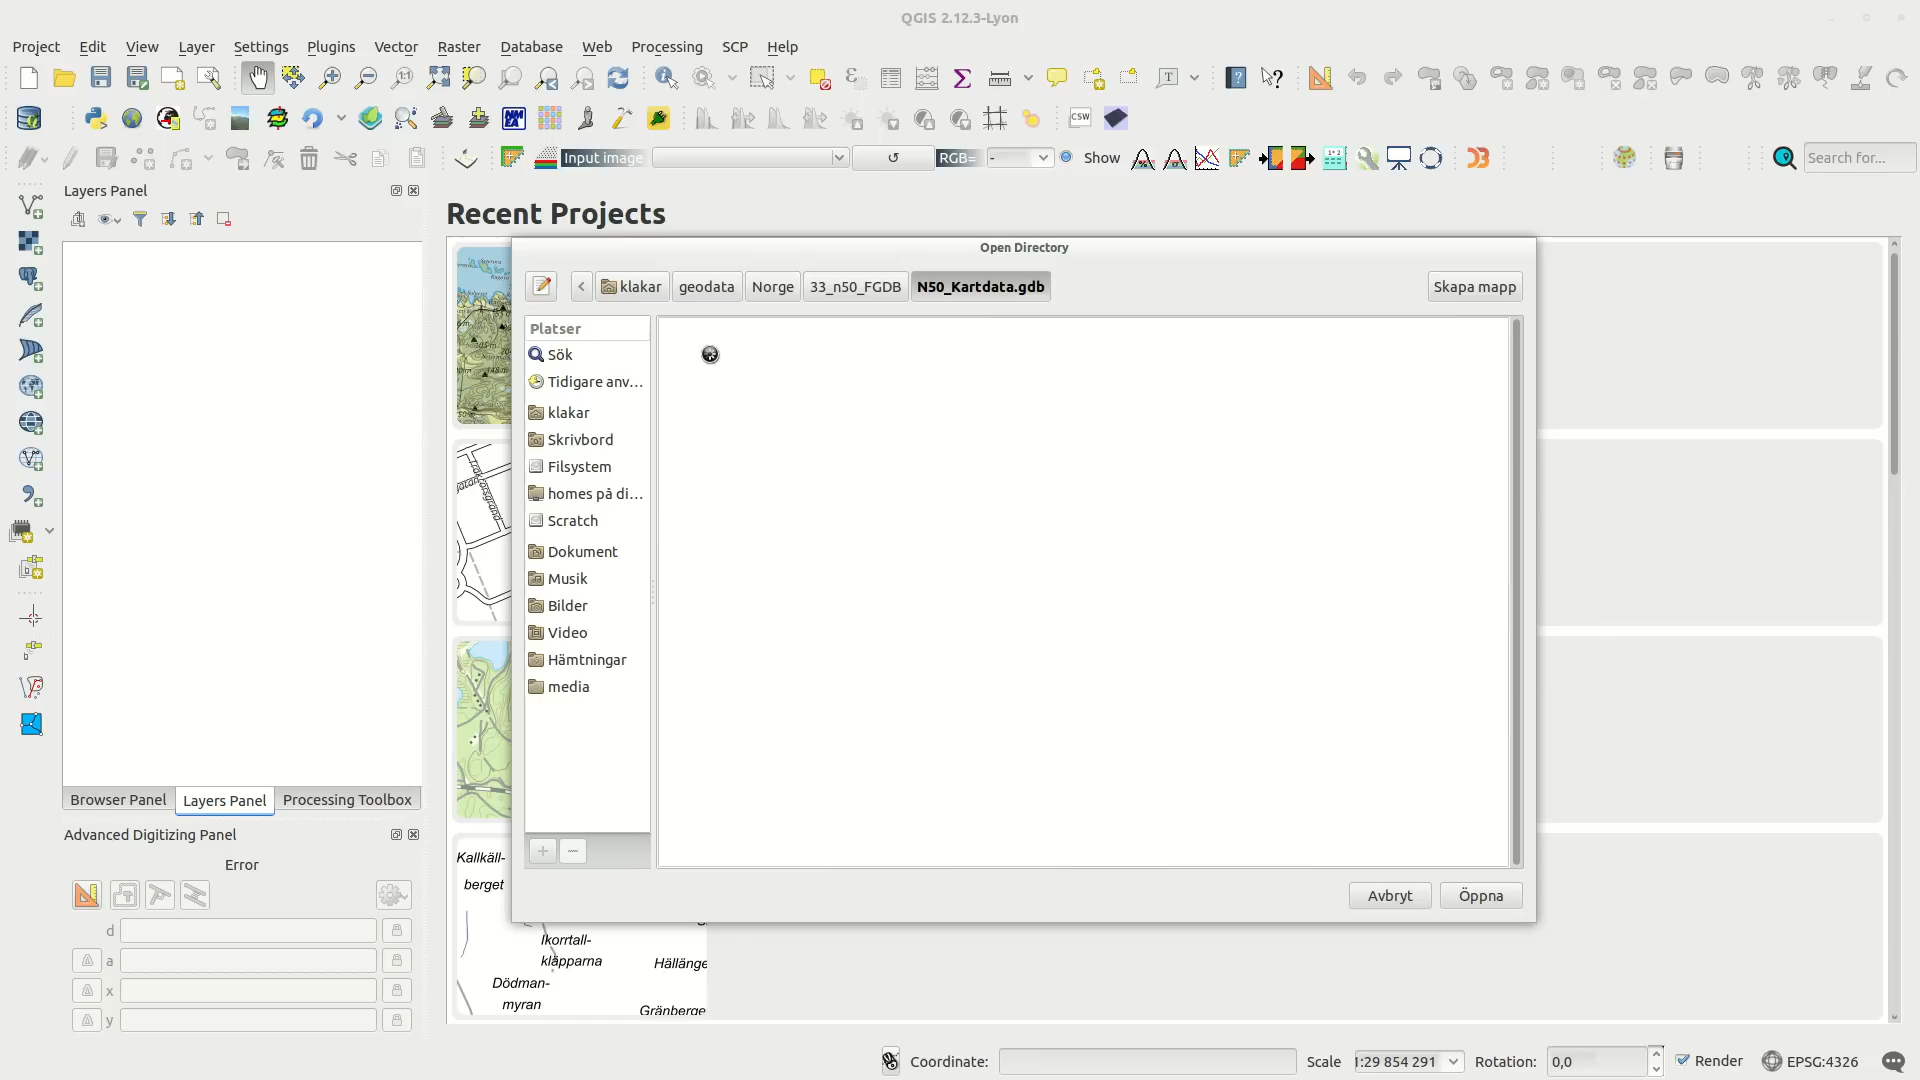 QGIS 2.12.3-Lyon
Project Edit View Layer Settings Plugins Vector Raster Database Web Processing SCP Help
CSW
Input image
RGB= - Show
Search for...
Layers Panel
Recent Projects
Open Directory
klakar geodata Norge 33_n50_FGDB N50_Kartdata.gdb Skapa mapp
Platser
Sök
Tidigare anv...
klakar
Skrivbord
Filsystem
homes på di...
Scratch
Dokument
Musik
Bilder
Video
Hämtningar
media
Avbryt Öppna
Browser Panel Layers Panel Processing Toolbox
Advanced Digitizing Panel
Error
d
a
x
y
Kallkäll-
berget
Ikorrtall-
kläpparna
Hällänge
Dödman-
myran
Gränberge
Coordinate: Scale 1:29 854 291 Rotation: 0,0 Render EPSG:4326